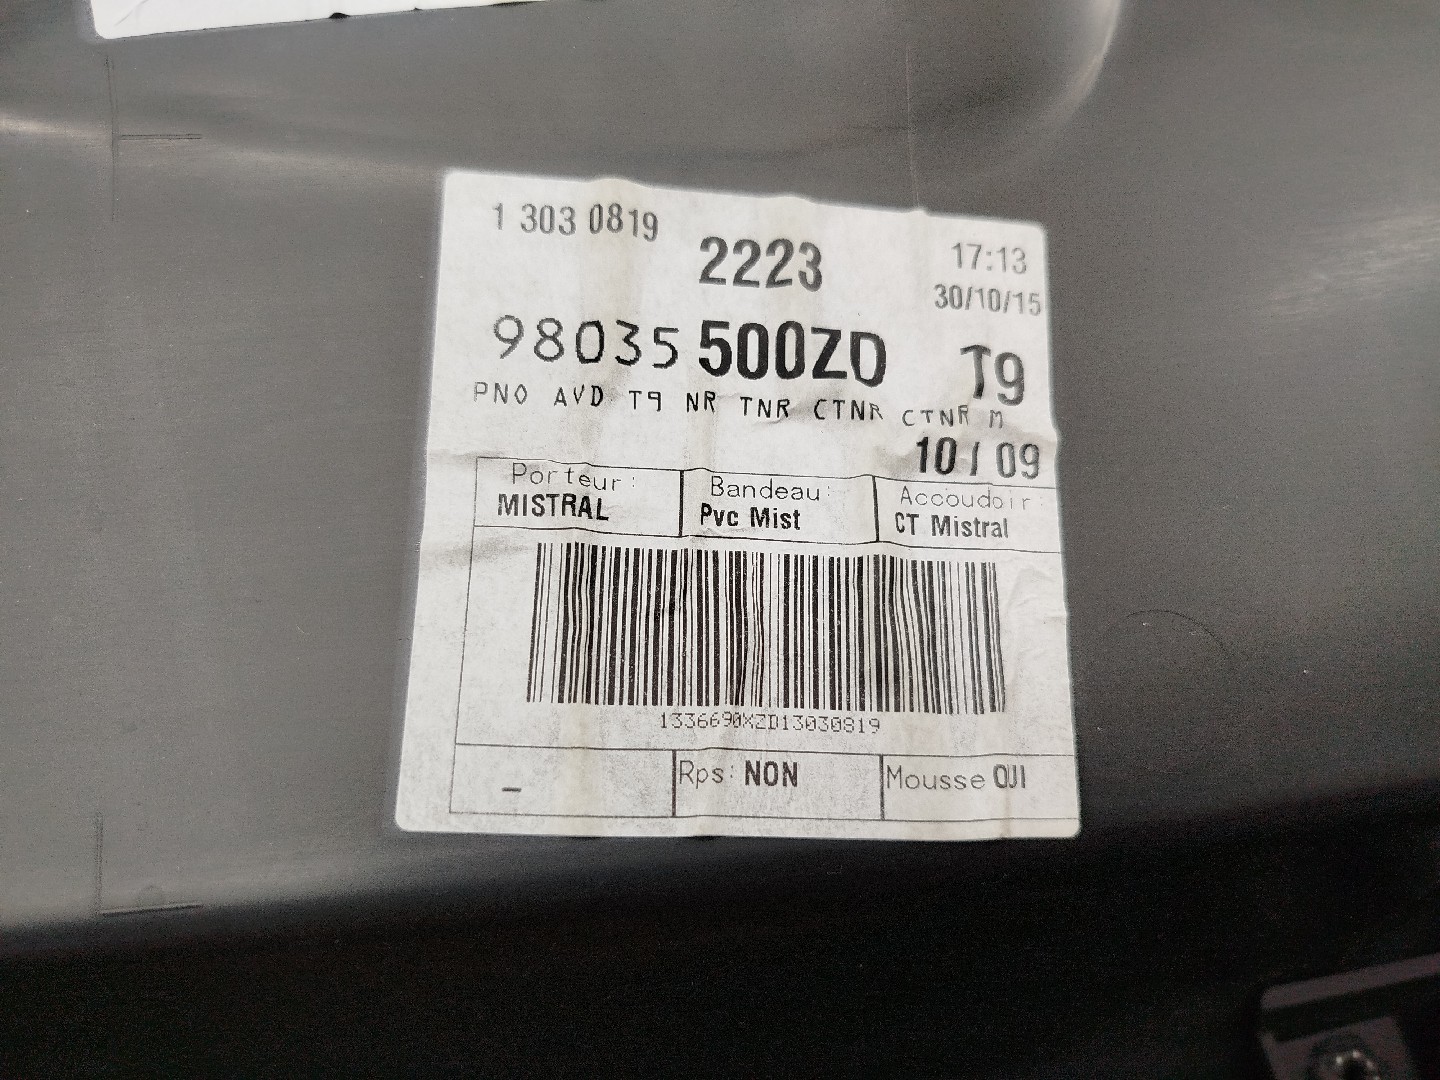 1 303 0819
2223
17:13
30/10/15
98035 500ZD T9
PNO AVD T9 NR TNR CTNR CTNR M
10 / 09
Porteur:
MISTRAL
Bandeau:
Pvc Mist
Accoudoir:
CT Mistral
1336690XZD13030819
–
Rps: NON
Mousse OUI